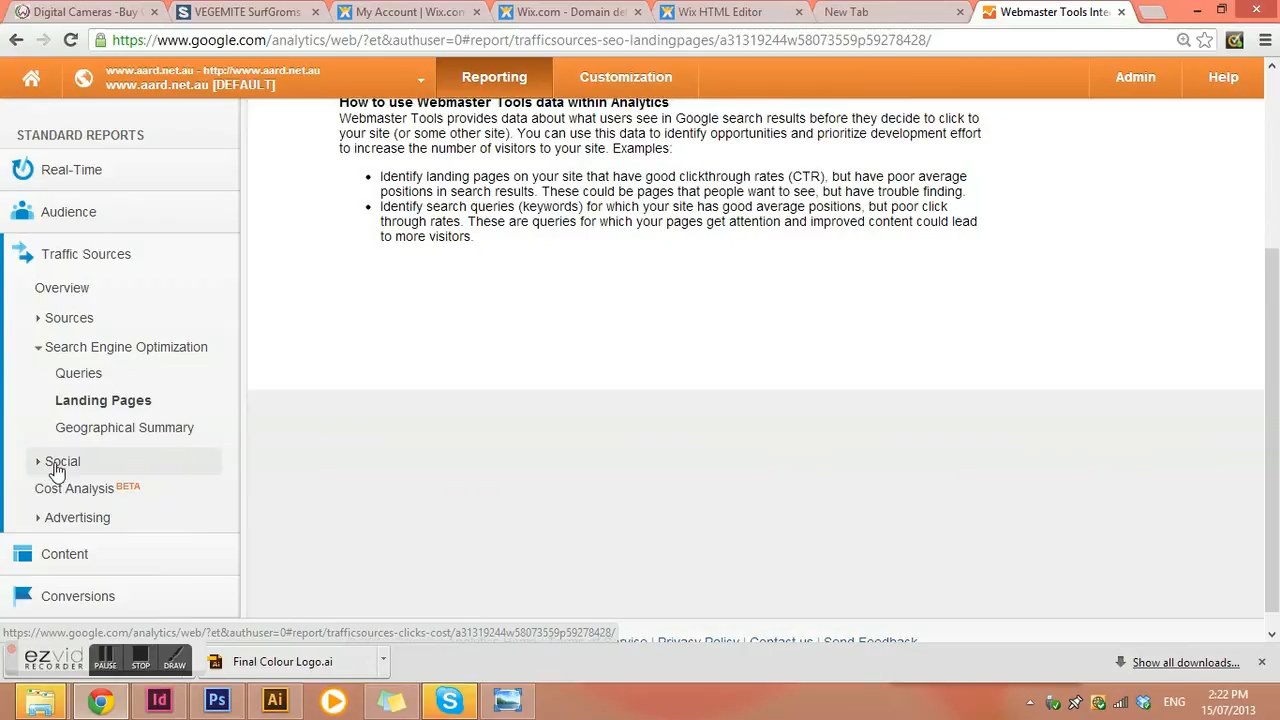 Digital Cameras -Buy
VEGEMITE SurfGroms
My Account | Wix.com
Wix.com - Domain de
Wix HTML Editor
New Tab
Webmaster Tools Inte
https://www.google.com/analytics/web/?et&authuser=0#report/trafficsources-seo-landingpages/a31319244w58073559p59278428/
www.aard.net.au - http://www.aard.net.au
www.aard.net.au [DEFAULT]
Reporting
Customization
Admin
Help
How to use Webmaster Tools data within Analytics
Webmaster Tools provides data about what users see in Google search results before they decide to click to
your site (or some other site). You can use this data to identify opportunities and prioritize development effort
to increase the number of visitors to your site. Examples:
Identify landing pages on your site that have good clickthrough rates (CTR), but have poor average
positions in search results. These could be pages that people want to see, but have trouble finding.
Identify search queries (keywords) for which your site has good average positions, but poor click
through rates. These are queries for which your pages get attention and improved content could lead
to more visitors.
STANDARD REPORTS
Real-Time
Audience
Traffic Sources
Overview
Sources
Search Engine Optimization
Queries
Landing Pages
Geographical Summary
Social
Cost Analysis BETA
Advertising
Content
Conversions
https://www.google.com/analytics/web/?et&authuser=0#report/trafficsources-clicks-cost/a31319244w58073559p59278428/
| Privacy Policy | Contact us | Send Feedback
ezvid
RECORDER
PAUSE
STOP
DRAW
Final Colour Logo.ai
Show all downloads...
Id
Ps
Ai
ENG
2:22 PM
15/07/2013